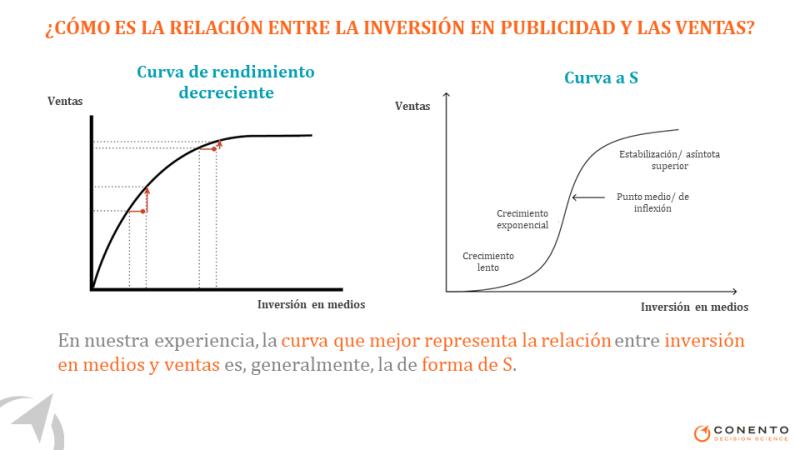 ¿CÓMO ES LA RELACIÓN ENTRE LA INVERSIÓN EN PUBLICIDAD Y LAS VENTAS?
Curva de rendimiento
decreciente
Ventas
Inversión en medios
Curva a S
Ventas
Estabilización/ asíntota
superior
Punto medio/ de
inflexión
Crecimiento
exponencial
Crecimiento
lento
Inversión en medios
En nuestra experiencia, la curva que mejor representa la relación entre inversión
en medios y ventas es, generalmente, la de forma de S.
CONENTO
DECISION SCIENCE